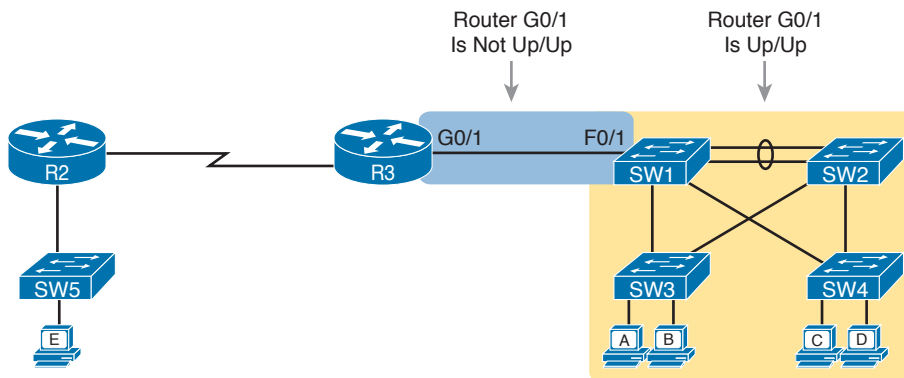 Router G0/1
Is Not Up/Up
Router G0/1
Is Up/Up
G0/1
F0/1
R2
R3
SW1
SW2
SW5
SW3
SW4
E
A
B
C
D